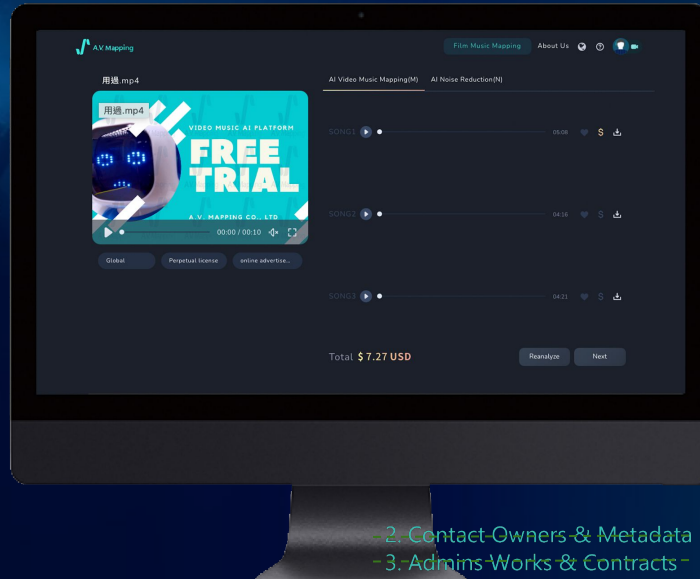 A.V. Mapping
Film Music Mapping
About Us
用過.mp4
AI Video Music Mapping(M)
AI Noise Reduction(N)
用過.mp4
VIDEO MUSIC AI PLATFORM
FREE
TRIAL
A.V. MAPPING CO., LTD
00:00 / 00:10
Global
Perpetual license
online advertise...
SONG1
05:08
$
SONG2
04:16
$
SONG3
04:21
$
Total $ 7.27 USD
Reanalyze
Next
2. Contact Owners & Metadata
3. Admins Works & Contracts